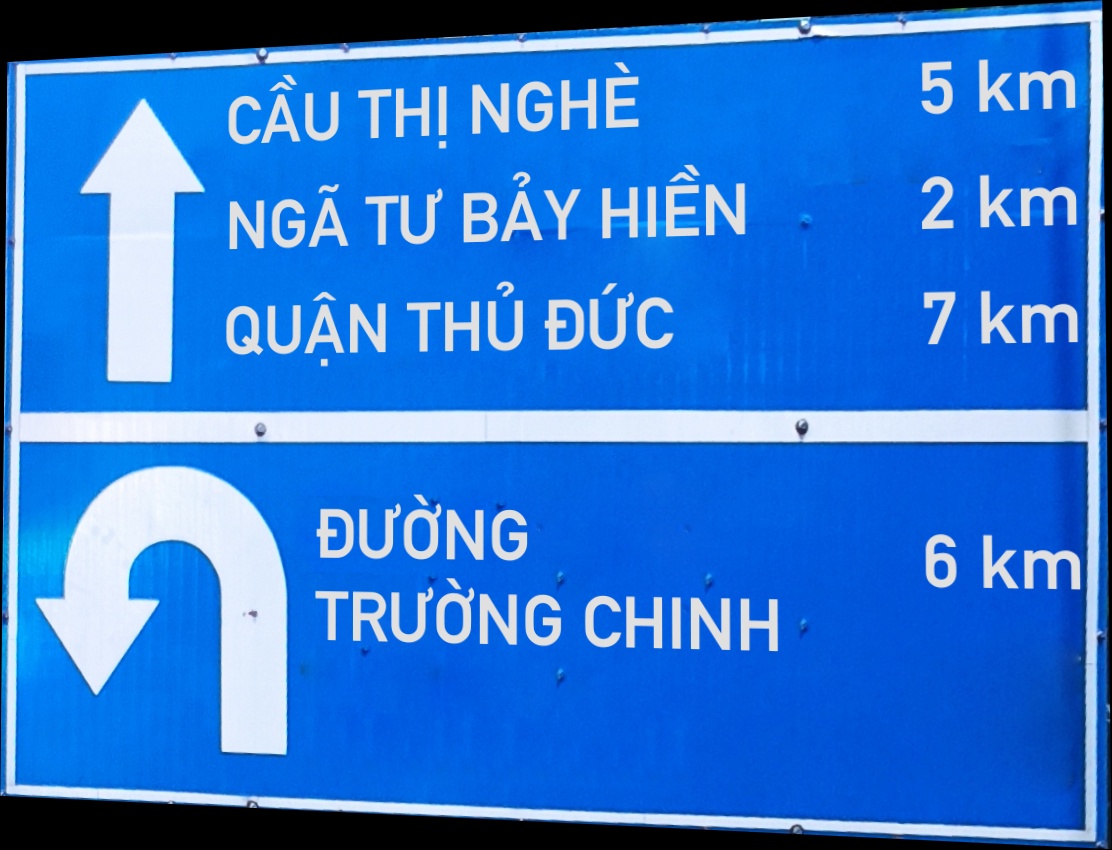 CẦU THỊ NGHÈ 5 km
NGÃ TƯ BẢY HIỀN 2 km
QUẬN THỦ ĐỨC 7 km
ĐƯỜNG
TRƯỜNG CHINH 6 km